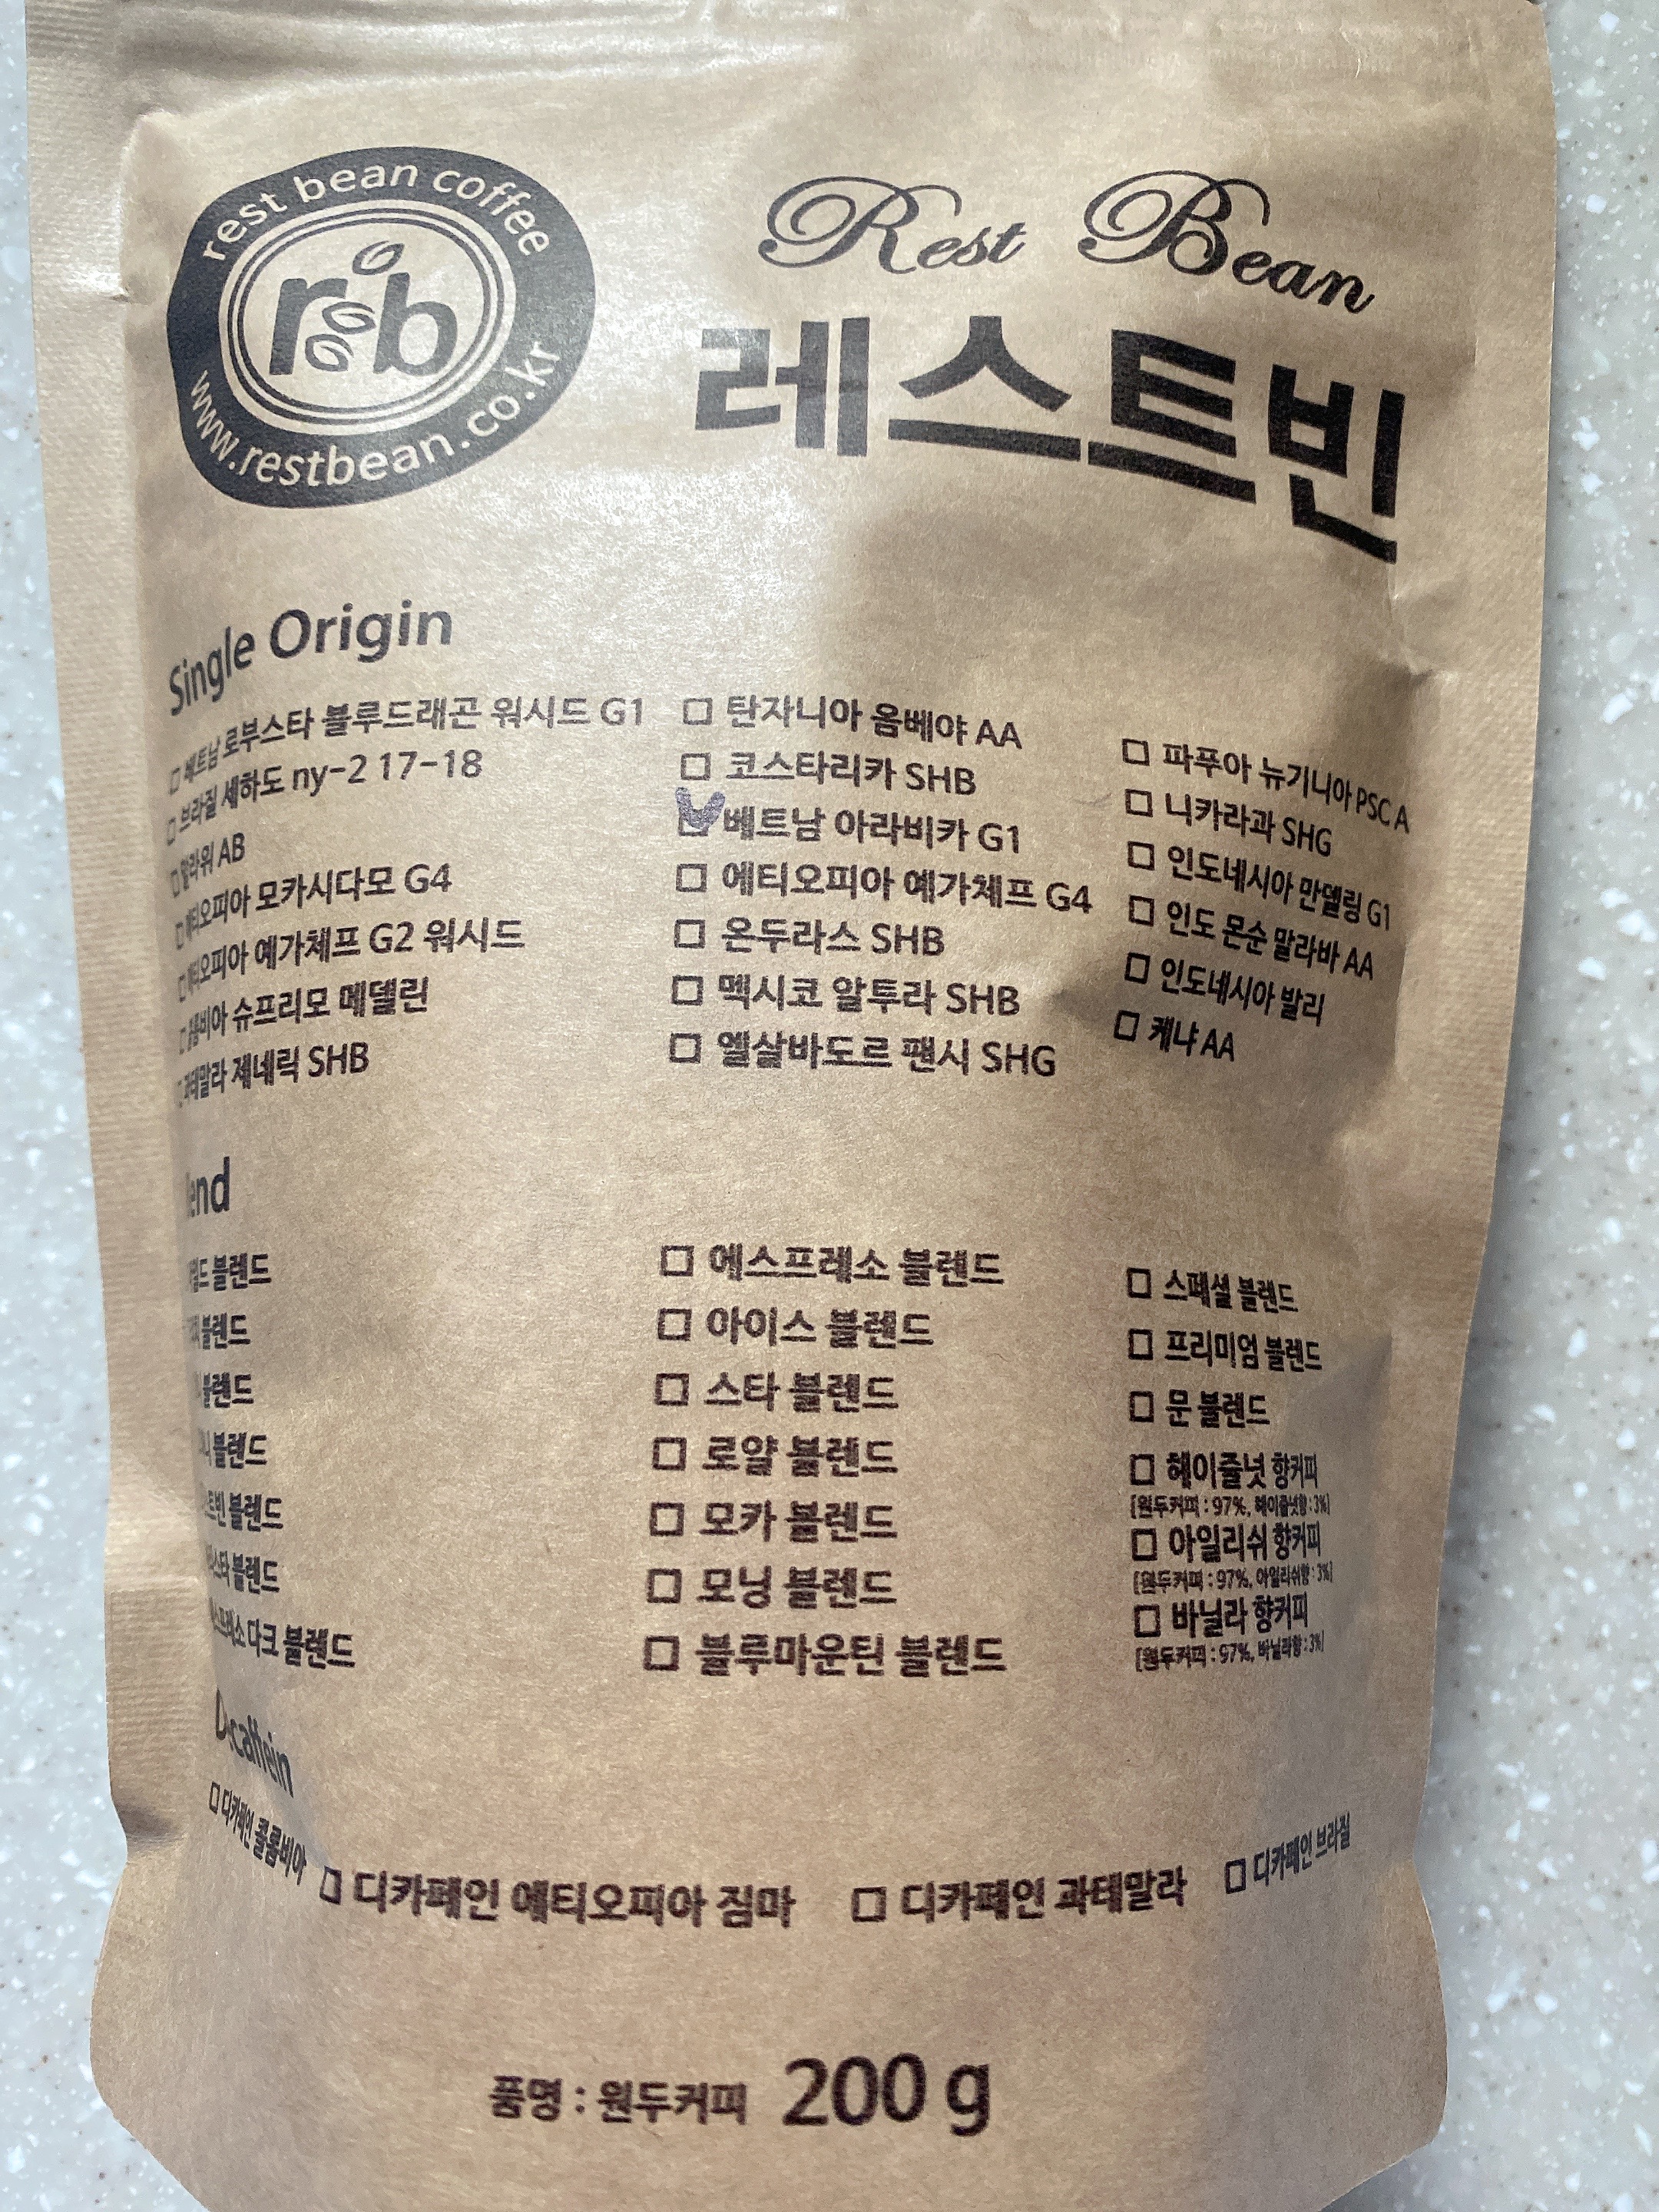 rest bean coffee
rb
www.restbean.co.kr
Rest Bean
레스트빈
Single Origin
□ 베트남 로부스타 블루드래곤 워시드 G1
□ 브라질 세하도 ny-2 17-18
□ 말라위 AB
□ 에티오피아 모카시다모 G4
□ 에티오피아 예가체프 G2 워시드
슈프리모 메델린
과테말라 제네릭 SHB
□ 탄자니아 옴베야 AA
□ 코스타리카 SHB
☑ 베트남 아라비카 G1
□ 에티오피아 예가체프 G4
□ 온두라스 SHB
□ 멕시코 알투라 SHB
□ 엘살바도르 팬시 SHG
□ 파푸아 뉴기니아 PSC A
□ 니카라과 SHG
□ 인도네시아 만델링 G1
□ 인도 몬순 말라바 AA
□ 인도네시아 발리
□ 케냐 AA
end
블렌드
블렌드
블렌드
블렌드
블렌드
블렌드
다크 블렌드
□ 에스프레소 블렌드
□ 아이스 블렌드
□ 스타 블렌드
□ 로얄 블렌드
□ 모카 블렌드
□ 모닝 블렌드
□ 블루마운틴 블렌드
□ 스페셜 블렌드
□ 프리미엄 블렌드
□ 문 블렌드
□ 헤이즐넛 향커피
[원두커피 : 97%, 헤이즐넛향 : 3%]
□ 아일리쉬 향커피
[원두커피 : 97%, 아일리쉬향 : 3%]
□ 바닐라 향커피
[원두커피 : 97%, 바닐라향 : 3%]
Decaffein
□ 디카페인 콜롬비아
□ 디카페인 에티오피아 짐마
□ 디카페인 과테말라
□ 디카페인 브라질
품명 : 원두커피 200 g